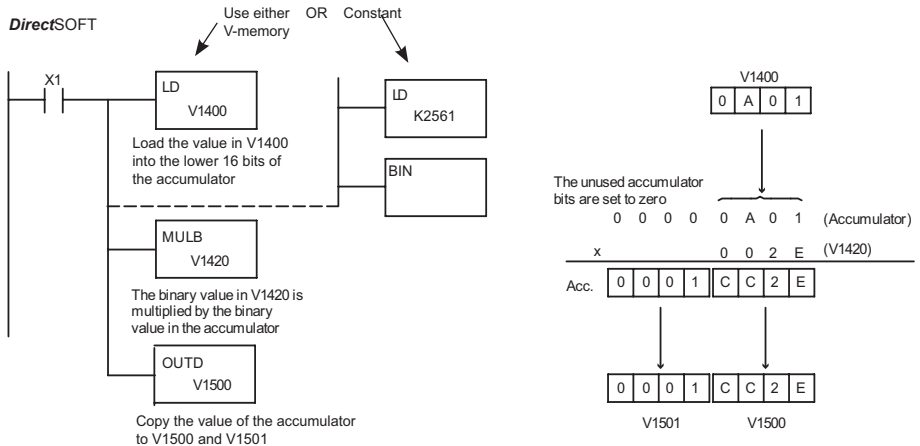 DirectSOFT
Use either OR Constant
V-memory
X1
LD
V1400
Load the value in V1400
into the lower 16 bits of
the accumulator
LD
K2561
BIN
MULB
V1420
The binary value in V1420 is
multiplied by the binary
value in the accumulator
OUTD
V1500
Copy the value of the accumulator
to V1500 and V1501
V1400
0 A 0 1
The unused accumulator
bits are set to zero
0 0 0 0 0 A 0 1 (Accumulator)
x 0 0 2 E (V1420)
Acc. 0 0 0 1 C C 2 E
0 0 0 1 C C 2 E
V1501 V1500